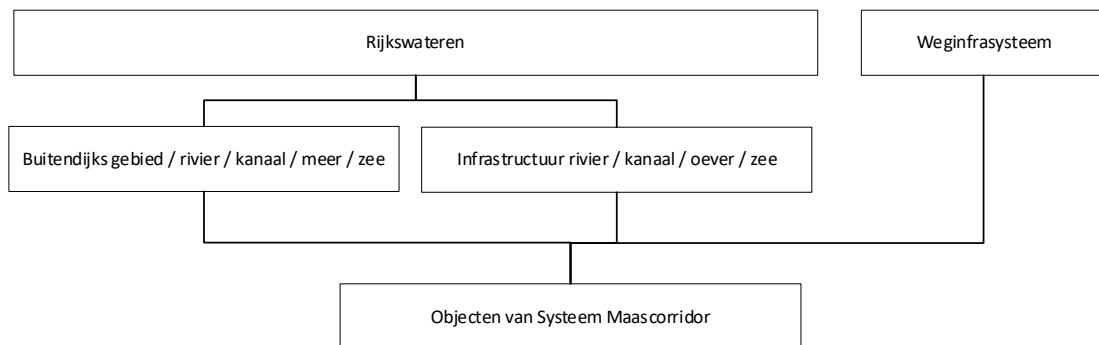 Rijkswateren
Weginfrasysteem
Buitendijks gebied / rivier / kanaal / meer / zee
Infrastructuur rivier / kanaal / oever / zee
Objecten van Systeem Maascorridor